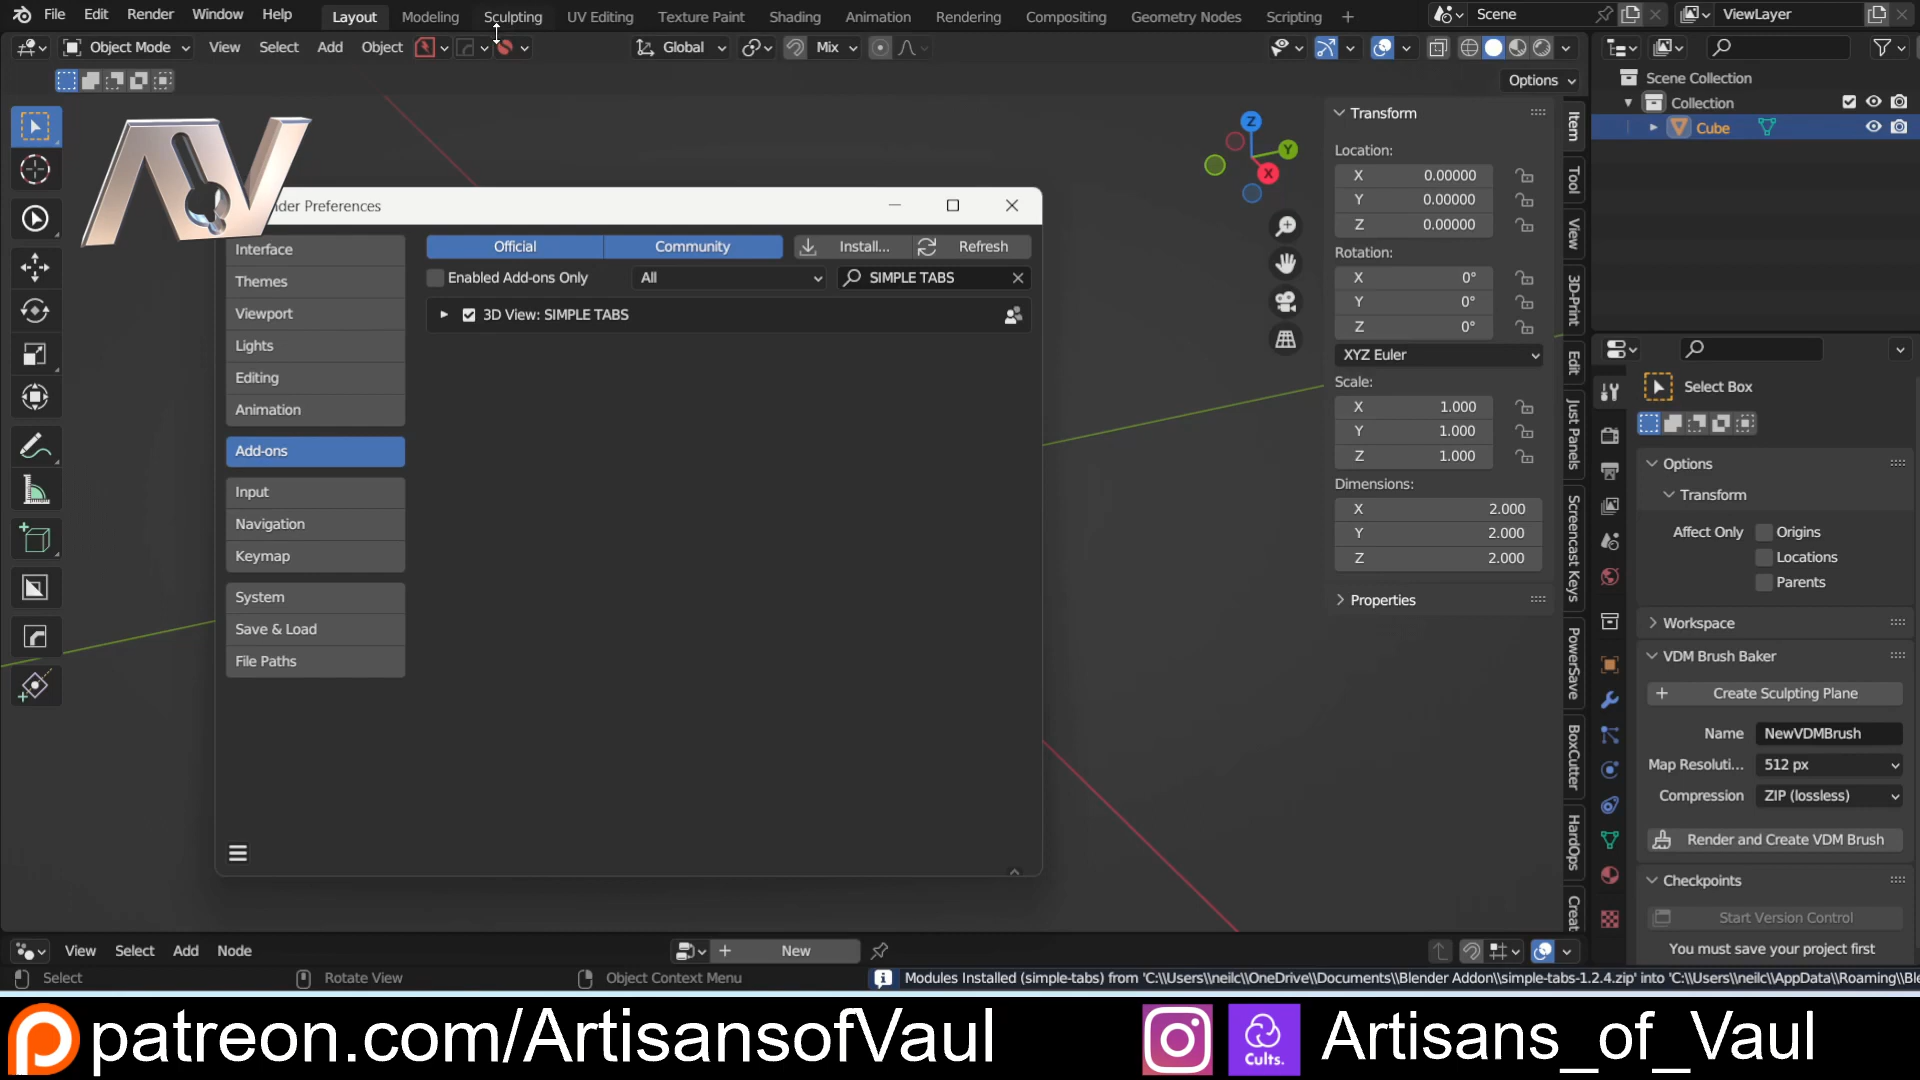 File Edit Render Window Help Layout Modeling Sculpting UV Editing Texture Paint Shading Animation Rendering Compositing Geometry Nodes Scripting Scene ViewLayer
Object Mode View Select Add Object Global Mix
Options
Scene Collection
Collection
Cube
AV
nder Preferences
Interface
Themes
Viewport
Lights
Editing
Animation
Add-ons
Input
Navigation
Keymap
System
Save & Load
File Paths
Official Community Install... Refresh
Enabled Add-ons Only All SIMPLE TABS
3D View: SIMPLE TABS
Z
Y
X
Transform
Location:
X 0.00000
Y 0.00000
Z 0.00000
Rotation:
X 0°
Y 0°
Z 0°
XYZ Euler
Scale:
X 1.000
Y 1.000
Z 1.000
Dimensions:
X 2.000
Y 2.000
Z 2.000
Properties
Item
Tool
View
3D-Print
Edit
Just Panels
Screencast Keys
PowerSave
BoxCutter
HardOps
Creat
Select Box
Options
Transform
Affect Only Origins
Locations
Parents
Workspace
VDM Brush Baker
Create Sculpting Plane
Name NewVDMBrush
Map Resoluti... 512 px
Compression ZIP (lossless)
Render and Create VDM Brush
Checkpoints
Start Version Control
You must save your project first
View Select Add Node New
Select Rotate View Object Context Menu Modules Installed (simple-tabs) from 'C:\\Users\\neilc\\OneDrive\\Documents\\Blender Addon\\simple-tabs-1.2.4.zip' into 'C:\\Users\\neilc\\AppData\\Roaming\\Ble
patreon.com/ArtisansofVaul Cults. Artisans_of_Vaul